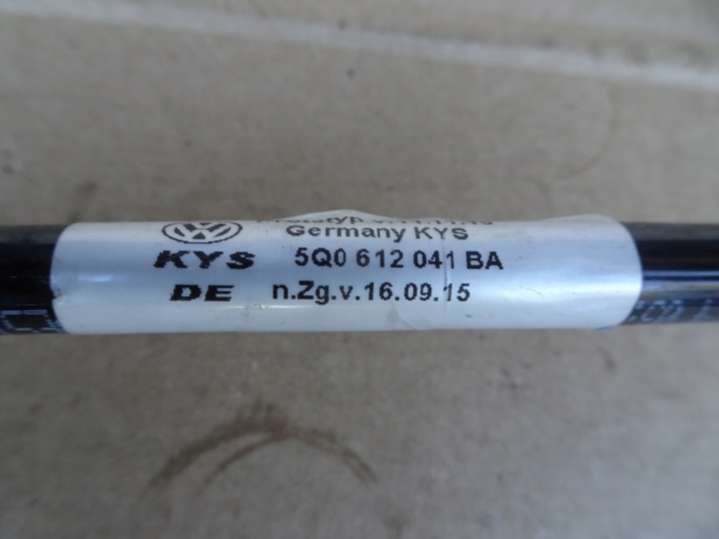 Germany KYS
KYS 5Q0 612 041 BA
DE n.Zg.v.16.09.15